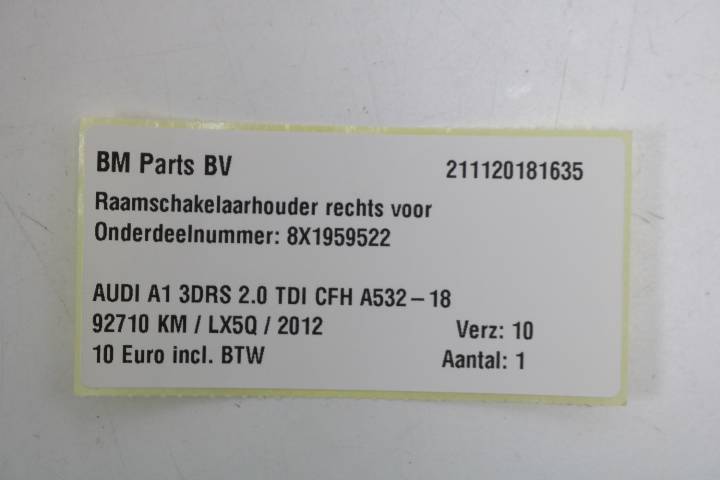 BM Parts BV 211120181635
Raamschakelaarhouder rechts voor
Onderdeelnummer: 8X1959522
AUDI A1 3DRS 2.0 TDI CFH A532-18
92710 KM / LX5Q / 2012 Verz: 10
10 Euro incl. BTW Aantal: 1